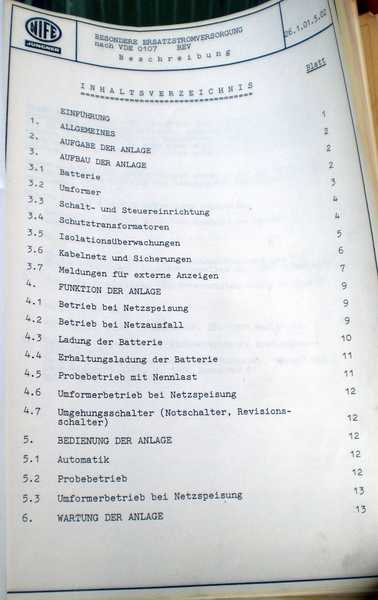 NIFE
JUNGNER
BESONDERE ERSATZSTROMVERSORGUNG
nach VDE 0107 BEV
Beschreibung
26.1.01.5.02
Blatt
INHALTSVERZEICHNIS
EINFÜHRUNG 1
1. ALLGEMEINES 2
2. AUFGABE DER ANLAGE 2
3. AUFBAU DER ANLAGE 2
3.1 Batterie 2
3.2 Umformer 3
3.3 Schalt- und Steuereinrichtung 4
3.4 Schutztransformatoren 4
3.5 Isolationsüberwachungen 5
3.6 Kabelnetz und Sicherungen 6
3.7 Meldungen für externe Anzeigen 7
4. FUNKTION DER ANLAGE 9
4.1 Betrieb bei Netzspeisung 9
4.2 Betrieb bei Netzausfall 9
4.3 Ladung der Batterie 10
4.4 Erhaltungsladung der Batterie 11
4.5 Probebetrieb mit Nennlast 11
4.6 Umformerbetrieb bei Netzspeisung 12
4.7 Umgehungsschalter (Notschalter, Revisions-
schalter) 12
5. BEDIENUNG DER ANLAGE 12
5.1 Automatik 12
5.2 Probebetrieb 12
5.3 Umformerbetrieb bei Netzspeisung 13
6. WARTUNG DER ANLAGE 13